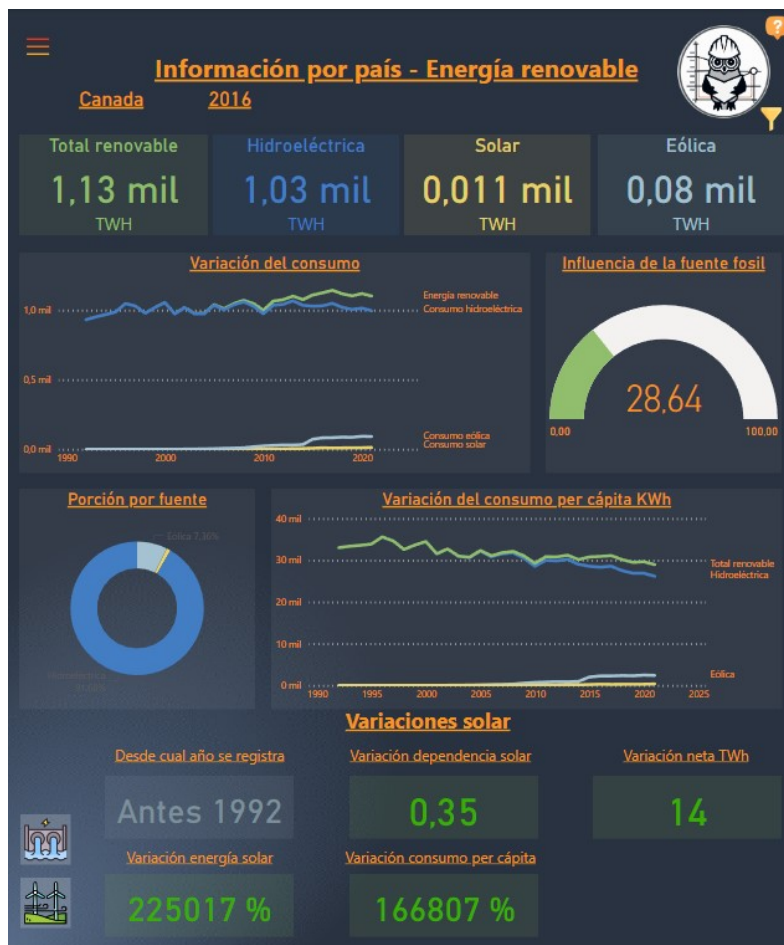 ?
Información por país - Energía renovable
Canada 2016
Total renovable Hidroeléctrica Solar Eólica
1,13 mil 1,03 mil 0,011 mil 0,08 mil
TWH TWH TWH TWH
Variación del consumo
Energía renovable
1,0 mil
Consumo hidroeléctrica
0,5 mil
Consumo eólica
0,0 mil
Consumo solar
1990 2000 2010 2020
Influencia de la fuente fosil
28,64
0,00 100,00
Porción por fuente
Eólica 7,36%
Hidroeléctrica
Variación del consumo per cápita KWh
40 mil
30 mil
Total renovable
Hidroeléctrica
20 mil
10 mil
Eólica
0 mil
1990 1995 2000 2005 2010 2015 2020 2025
Variaciones solar
Desde cual año se registra Variación dependencia solar Variación neta TWh
Antes 1992 0,35 14
Variación energía solar Variación consumo per cápita
225017 % 166807 %